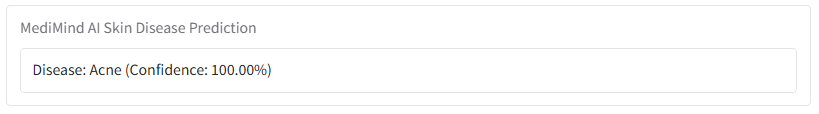 MediMind AI Skin Disease Prediction
Disease: Acne (Confidence: 100.00%)